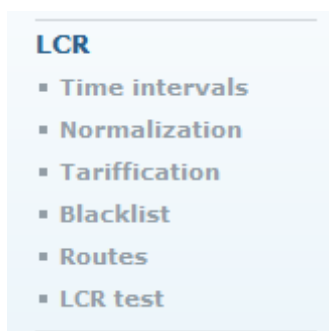 LCR
Time intervals
Normalization
Tariffication
Blacklist
Routes
LCR test